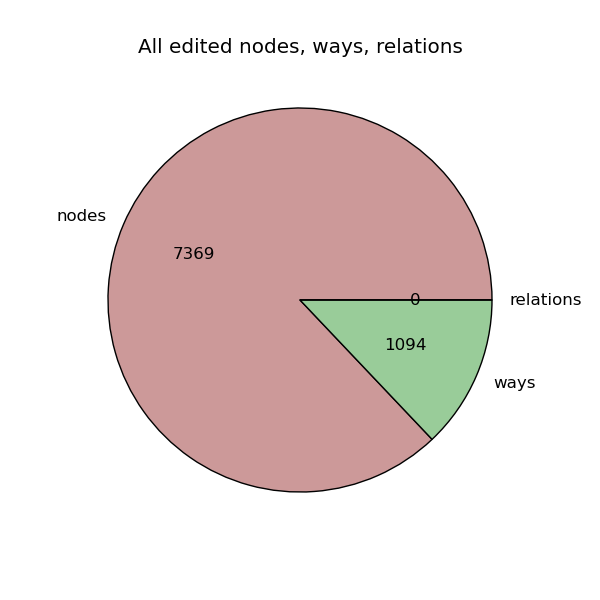 All edited nodes, ways, relations
nodes
7369
0
relations
1094
ways